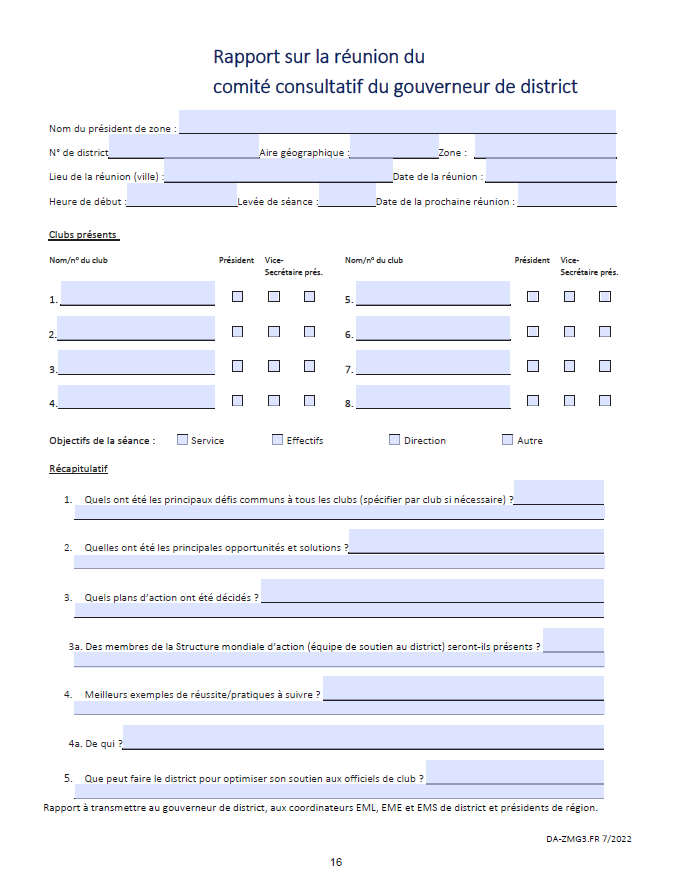 Rapport sur la réunion du
comité consultatif du gouverneur de district
Nom du président de zone :
N° de district Aire géographique : Zone :
Lieu de la réunion (ville) : Date de la réunion :
Heure de début : Levée de séance : Date de la prochaine réunion :
Clubs présents
Nom/n° du club Président Vice- Nom/n° du club Président Vice-
Secrétaire prés. Secrétaire prés.
1. 5.
2. 6.
3. 7.
4. 8.
Objectifs de la séance : Service Effectifs Direction Autre
Récapitulatif
1. Quels ont été les principaux défis communs à tous les clubs (spécifier par club si nécessaire) ?
2. Quelles ont été les principales opportunités et solutions ?
3. Quels plans d’action ont été décidés ?
3a. Des membres de la Structure mondiale d’action (équipe de soutien au district) seront-ils présents ?
4. Meilleurs exemples de réussite/pratiques à suivre ?
4a. De qui ?
5. Que peut faire le district pour optimiser son soutien aux officiels de club ?
Rapport à transmettre au gouverneur de district, aux coordinateurs EML, EME et EMS de district et présidents de région.
DA-ZMG3.FR 7/2022
16